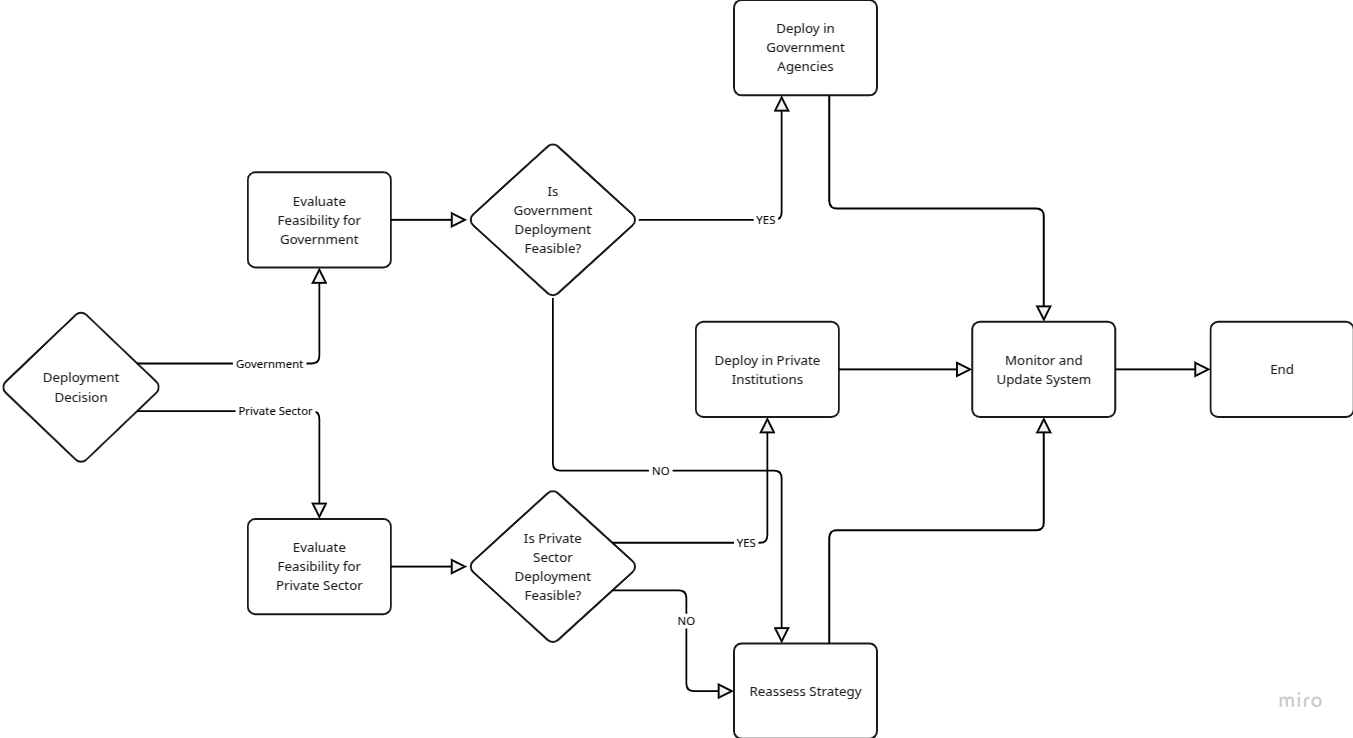 Deploy in
Government
Agencies
Is
Government
Deployment
Feasible?
Evaluate
Feasibility for
Government
YES
Deployment
Decision
Government
Private Sector
Deploy in Private
Institutions
Monitor and
Update System
End
NO
Evaluate
Feasibility for
Private Sector
Is Private
Sector
Deployment
Feasible?
YES
NO
Reassess Strategy
miro